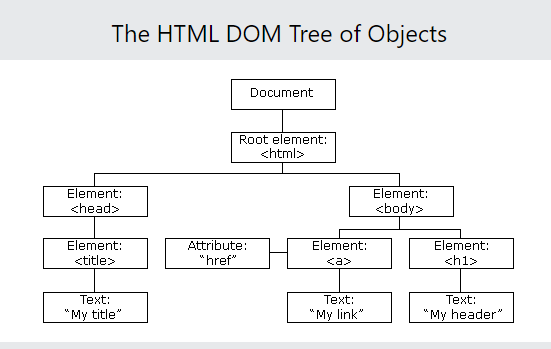 The HTML DOM Tree of Objects
Document
Root element:
<html>
Element:
<head>
Element:
<body>
Element:
<title>
Attribute:
“href”
Element:
<a>
Element:
<h1>
Text:
“My title”
Text:
“My link”
Text:
“My header”